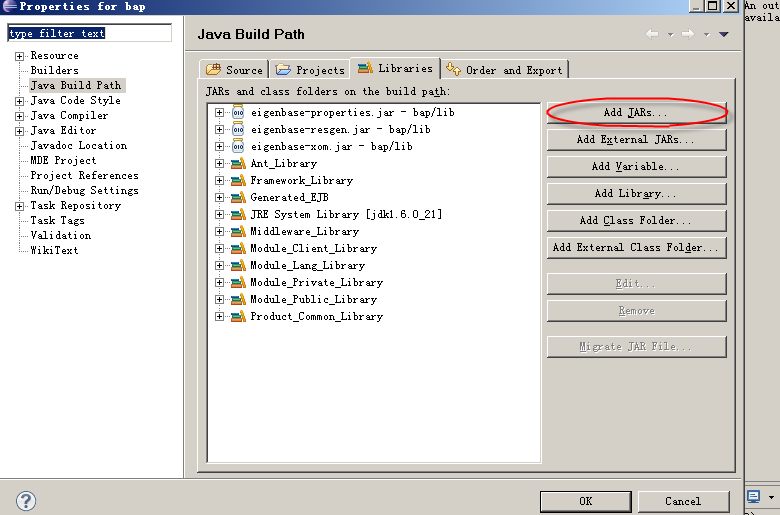 Properties for bap
An out
availa
type filter text
Resource
Builders
Java Build Path
Java Code Style
Java Compiler
Java Editor
Javadoc Location
MDE Project
Project References
Run/Debug Settings
Task Repository
Task Tags
Validation
WikiText
Java Build Path
Source
Projects
Libraries
Order and Export
JARs and class folders on the build path:
eigenbase-properties.jar - bap/lib
eigenbase-resgen.jar - bap/lib
eigenbase-xom.jar - bap/lib
Ant_Library
Framework_Library
Generated_EJB
JRE System Library [jdk1.6.0_21]
Middleware_Library
Module_Client_Library
Module_Lang_Library
Module_Private_Library
Module_Public_Library
Product_Common_Library
Add JARs...
Add External JARs...
Add Variable...
Add Library...
Add Class Folder...
Add External Class Folder...
Edit...
Remove
Migrate JAR File...
OK
Cancel